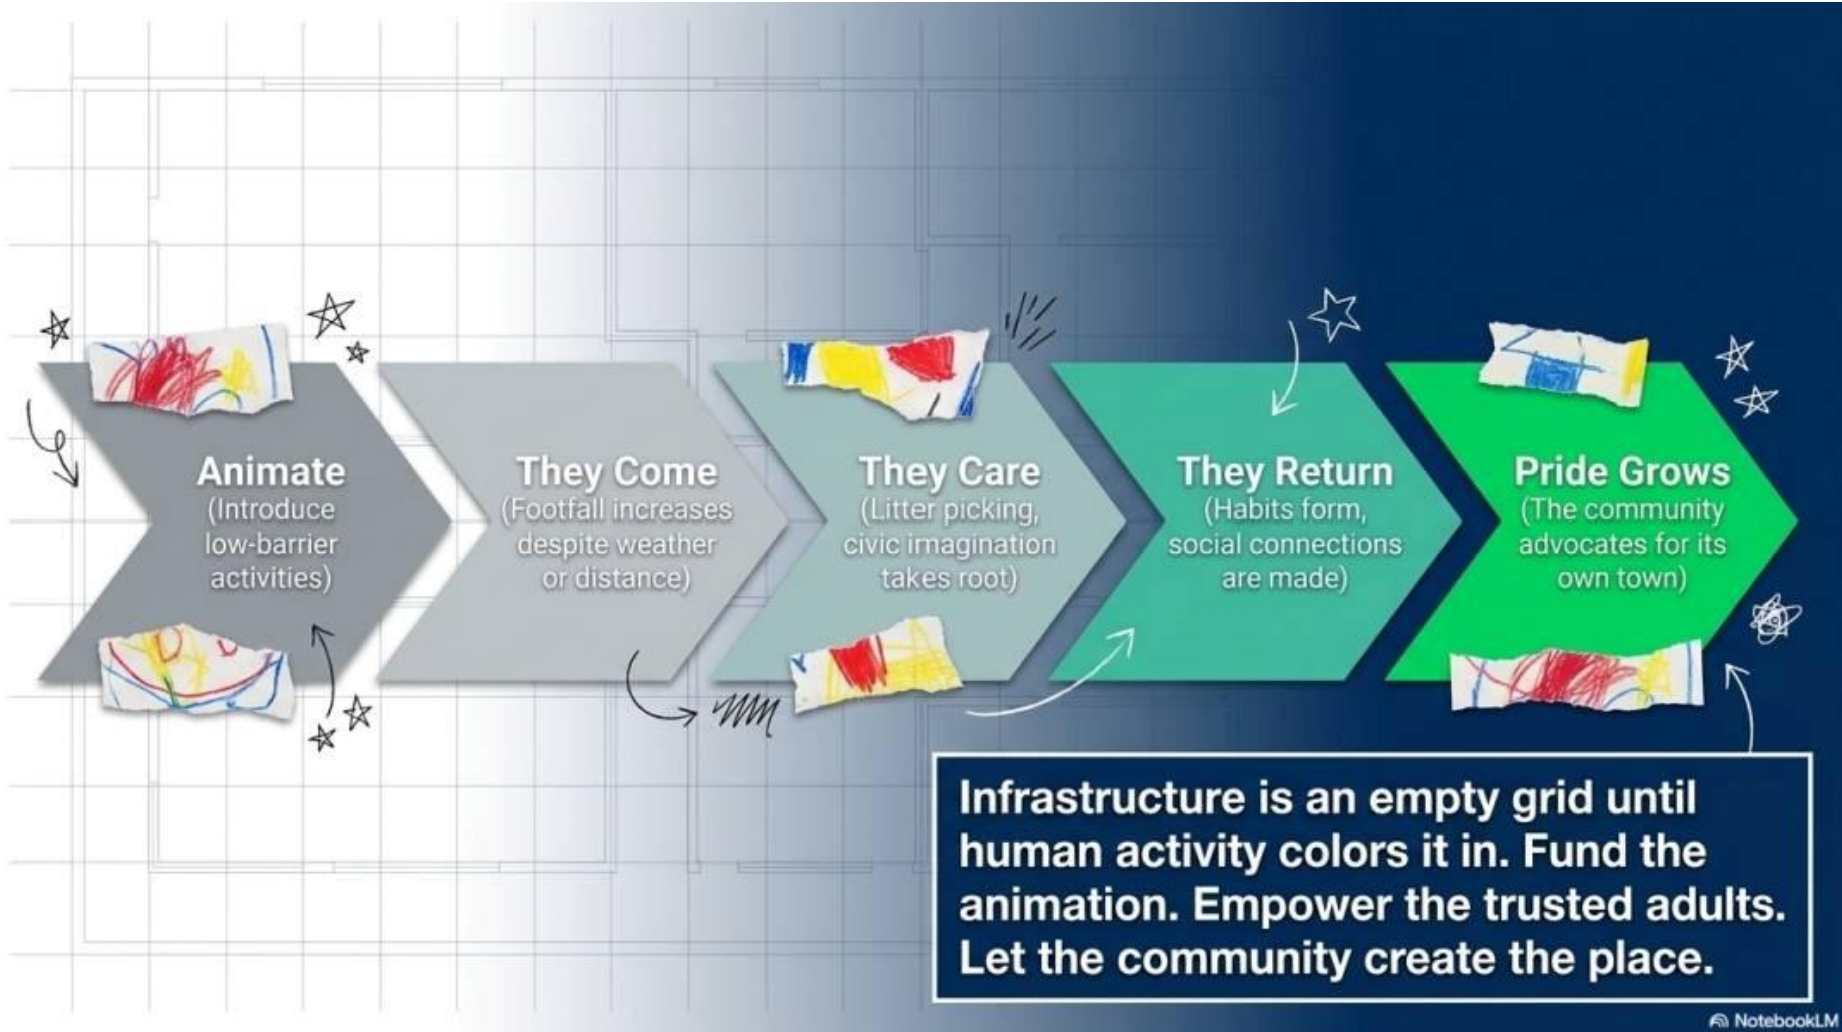 Animate
(Introduce
low-barrier
activities)
They Come
(Footfall increases
despite weather
or distance)
They Care
(Litter picking,
civic imagination
takes root)
They Return
(Habits form,
social connections
are made)
Pride Grows
(The community
advocates for its
own town)
Infrastructure is an empty grid until
human activity colors it in. Fund the
animation. Empower the trusted adults.
Let the community create the place.
NotebookLM